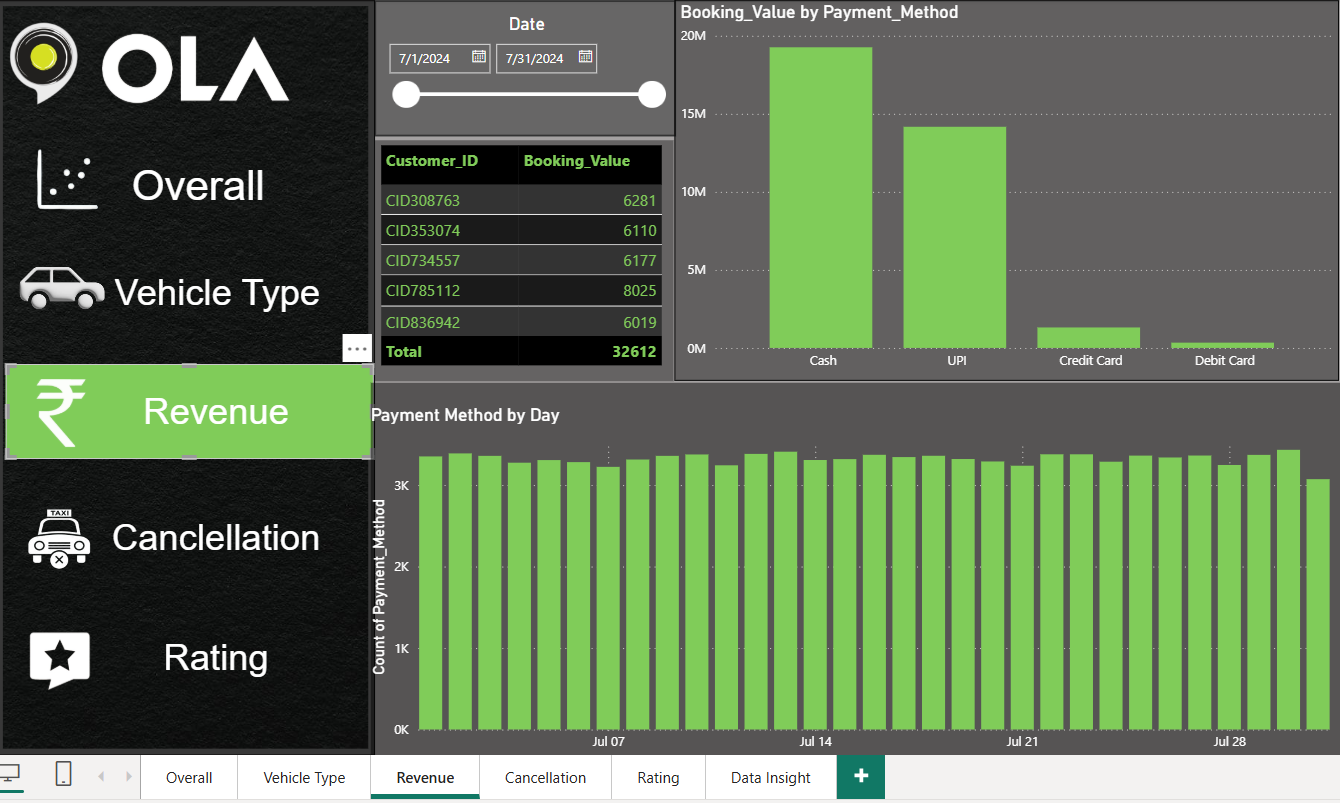 OLA
Overall
Vehicle Type
...
₹ Revenue
TAXI
Canclellation
Rating
Date
7/1/2024 7/31/2024
Customer_ID Booking_Value
CID308763 6281
CID353074 6110
CID734557 6177
CID785112 8025
CID836942 6019
Total 32612
Booking_Value by Payment_Method
20M
15M
10M
5M
0M
Cash UPI Credit Card Debit Card
Payment Method by Day
Count of Payment_Method
3K
2K
1K
0K
Jul 07 Jul 14 Jul 21 Jul 28
Overall Vehicle Type Revenue Cancellation Rating Data Insight +